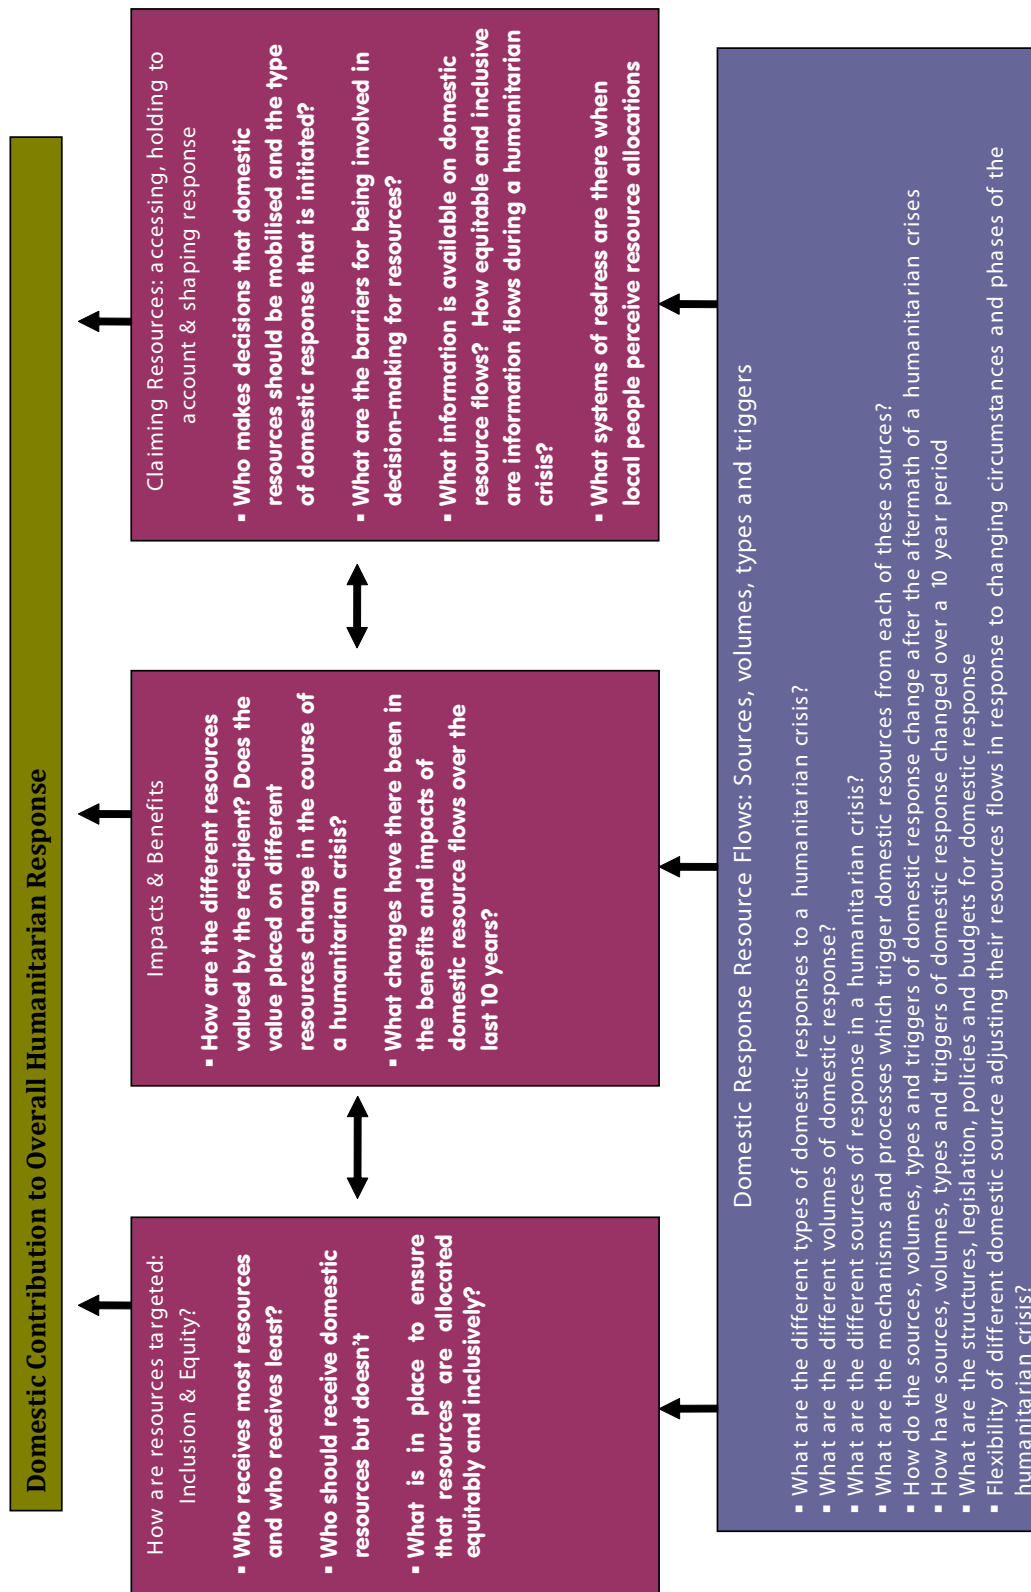 Domestic Contribution to Overall Humanitarian Response
How are resources targeted:
Inclusion & Equity?
▪ Who receives most resources
and who receives least?
▪ Who should receive domestic
resources but doesn't
▪ What is in place to ensure
that resources are allocated
equitably and inclusively?
Impacts & Benefits
▪ How are the different resources
valued by the recipient? Does the
value placed on different
resources change in the course of
a humanitarian crisis?
▪ What changes have there been in
the benefits and impacts of
domestic resource flows over the
last 10 years?
Claiming Resources: accessing, holding to
account & shaping response
▪ Who makes decisions that domestic
resources should be mobilised and the type
of domestic response that is initiated?
▪ What are the barriers for being involved in
decision-making for resources?
▪ What information is available on domestic
resource flows? How equitable and inclusive
are information flows during a humanitarian
crisis?
▪ What systems of redress are there when
local people perceive resource allocations
Domestic Response Resource Flows: Sources, volumes, types and triggers
▪ What are the different types of domestic responses to a humanitarian crisis?
▪ What are the different volumes of domestic response?
▪ What are the different sources of response in a humanitarian crisis?
▪ What are the mechanisms and processes which trigger domestic resources from each of these sources?
▪ How do the sources, volumes, types and triggers of domestic response change after the aftermath of a humanitarian crises
▪ How have sources, volumes, types and triggers of domestic response changed over a 10 year period
▪ What are the structures, legislation, policies and budgets for domestic response
▪ Flexibility of different domestic source adjusting their resources flows in response to changing circumstances and phases of the
humanitarian crisis?